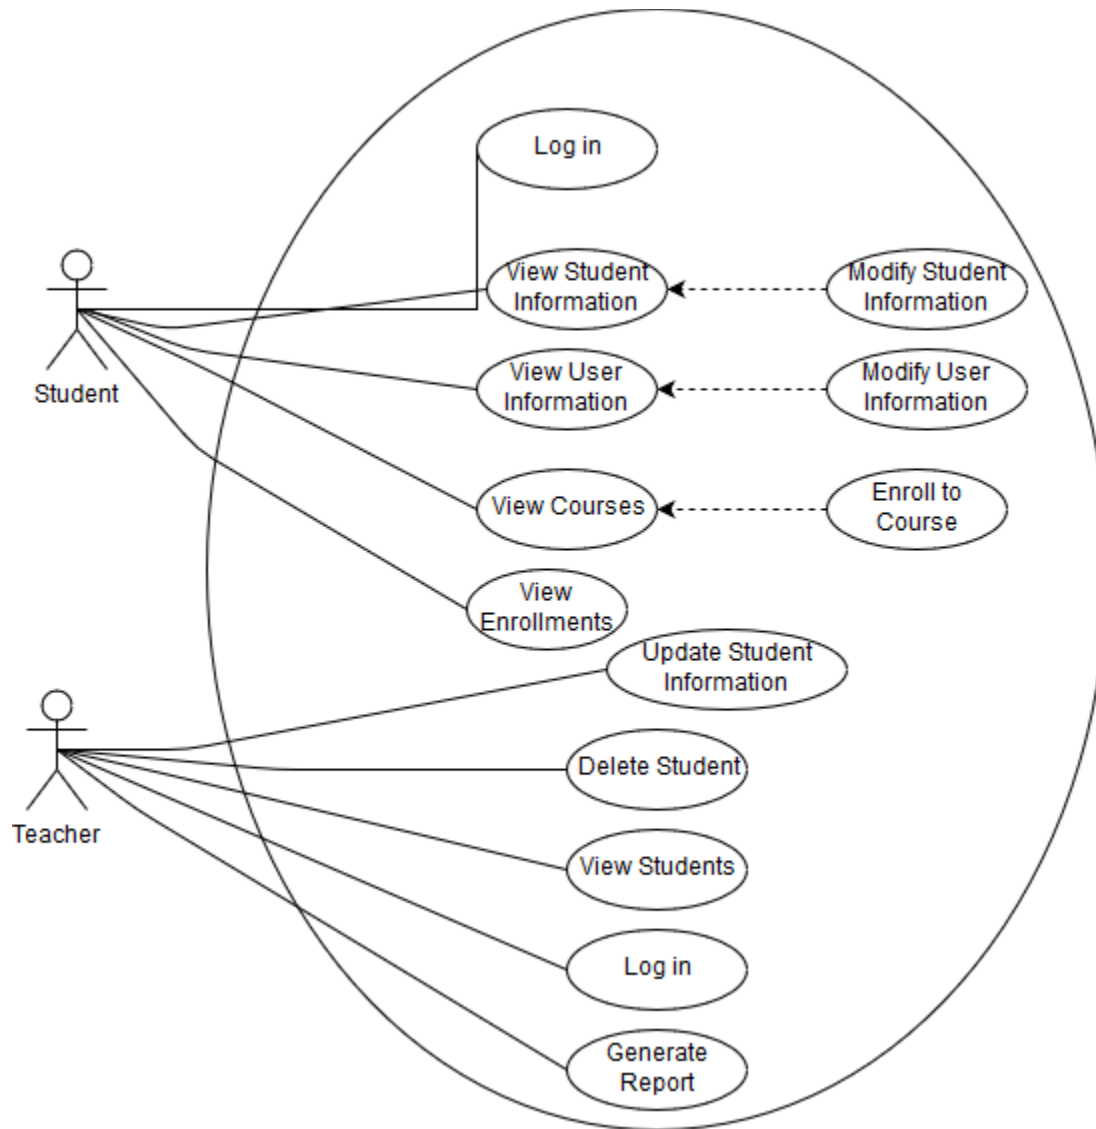 Log in
View Student
Information
Modify Student
Information
Student
View User
Information
Modify User
Information
View Courses
Enroll to
Course
View
Enrollments
Update Student
Information
Teacher
Delete Student
View Students
Log in
Generate
Report